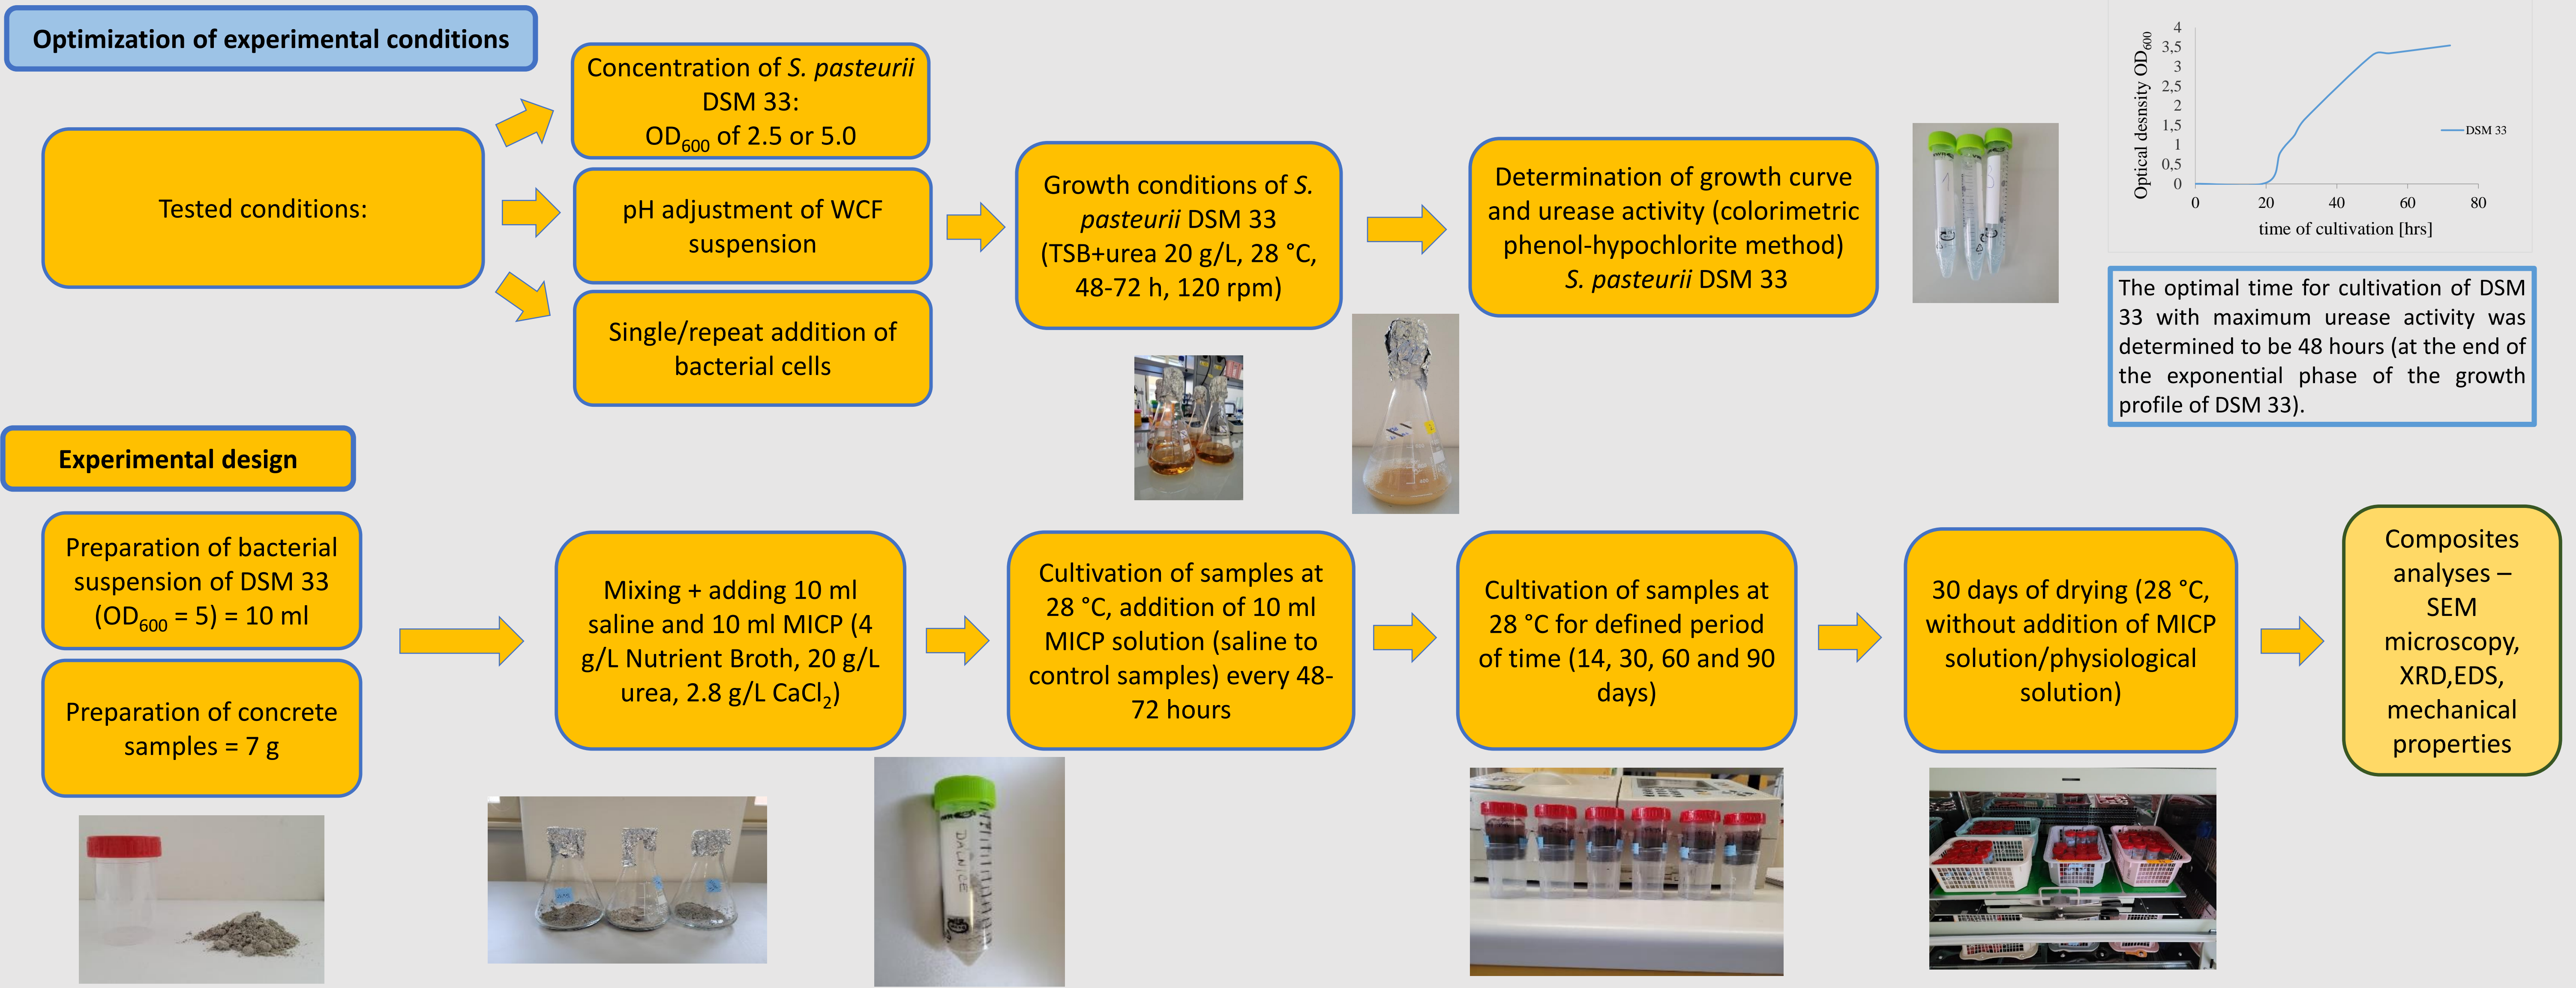 Optimization of experimental conditions
Tested conditions:
Concentration of S. pasteurii
DSM 33:
OD600 of 2.5 or 5.0
pH adjustment of WCF
suspension
Single/repeat addition of
bacterial cells
Growth conditions of S.
pasteurii DSM 33
(TSB+urea 20 g/L, 28 °C,
48-72 h, 120 rpm)
Determination of growth curve
and urease activity (colorimetric
phenol-hypochlorite method)
S. pasteurii DSM 33
Optical desnsity OD600
4
3,5
3
2,5
2
1,5
1
0,5
0
0 20 40 60 80
time of cultivation [hrs]
DSM 33
The optimal time for cultivation of DSM
33 with maximum urease activity was
determined to be 48 hours (at the end of
the exponential phase of the growth
profile of DSM 33).
Experimental design
Preparation of bacterial
suspension of DSM 33
(OD600 = 5) = 10 ml
Preparation of concrete
samples = 7 g
Mixing + adding 10 ml
saline and 10 ml MICP (4
g/L Nutrient Broth, 20 g/L
urea, 2.8 g/L CaCl2)
Cultivation of samples at
28 °C, addition of 10 ml
MICP solution (saline to
control samples) every 48-
72 hours
Cultivation of samples at
28 °C for defined period
of time (14, 30, 60 and 90
days)
30 days of drying (28 °C,
without addition of MICP
solution/physiological
solution)
Composites
analyses –
SEM
microscopy,
XRD,EDS,
mechanical
properties
DALNICE